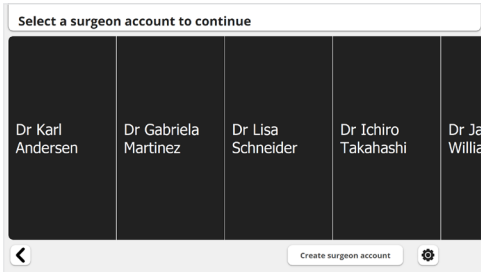 Select a surgeon account to continue
Dr Karl
Andersen
Dr Gabriela
Martinez
Dr Lisa
Schneider
Dr Ichiro
Takahashi
Dr
Create surgeon account